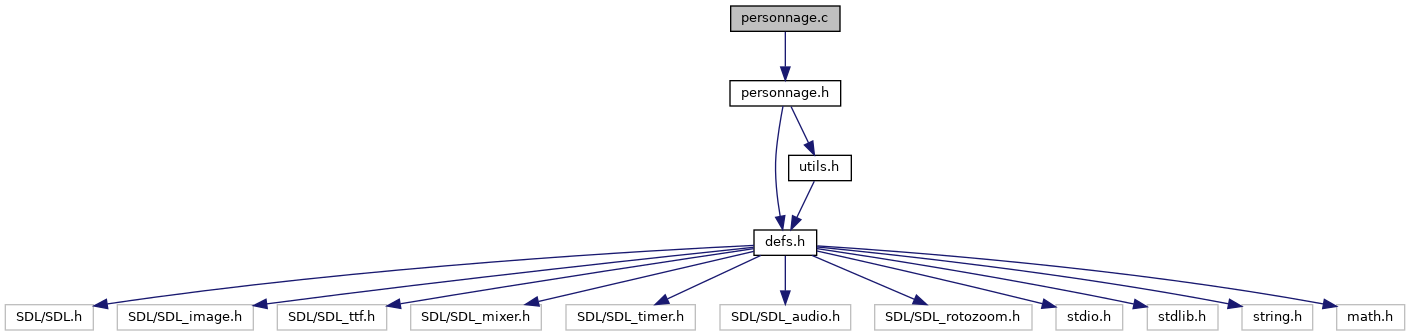 personnage.c
personnage.h
utils.h
defs.h
SDL/SDL.h
SDL/SDL_image.h
SDL/SDL_ttf.h
SDL/SDL_mixer.h
SDL/SDL_timer.h
SDL/SDL_audio.h
SDL/SDL_rotozoom.h
stdio.h
stdlib.h
string.h
math.h